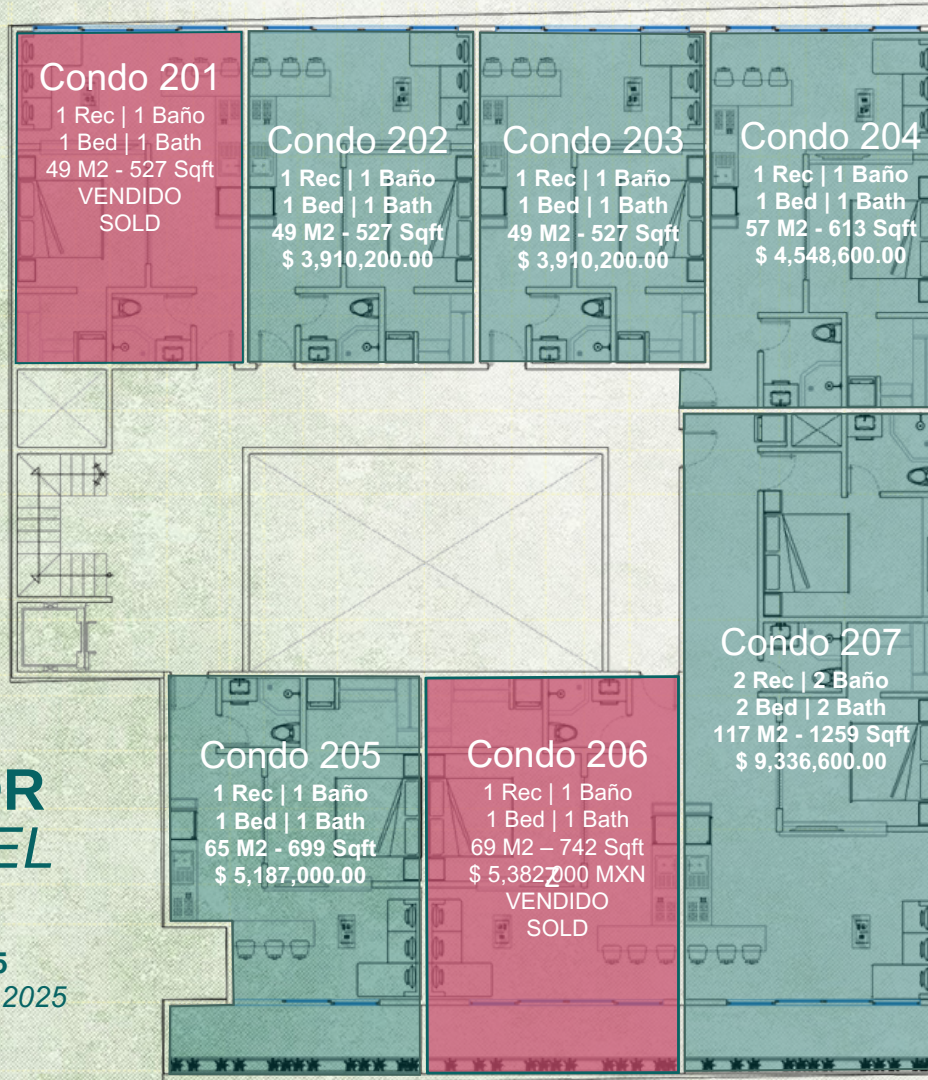 Condo 201
1 Rec | 1 Baño
1 Bed | 1 Bath
49 M2 - 527 Sqft
VENDIDO
SOLD
Condo 202
1 Rec | 1 Baño
1 Bed | 1 Bath
49 M2 - 527 Sqft
$ 3,910,200.00
Condo 203
1 Rec | 1 Baño
1 Bed | 1 Bath
49 M2 - 527 Sqft
$ 3,910,200.00
Condo 204
1 Rec | 1 Baño
1 Bed | 1 Bath
57 M2 - 613 Sqft
$ 4,548,600.00
Condo 205
1 Rec | 1 Baño
1 Bed | 1 Bath
65 M2 - 699 Sqft
$ 5,187,000.00
Condo 206
1 Rec | 1 Baño
1 Bed | 1 Bath
69 M2 – 742 Sqft
$ 5,382,000 MXN
Z
VENDIDO
SOLD
Condo 207
2 Rec | 2 Baño
2 Bed | 2 Bath
117 M2 - 1259 Sqft
$ 9,336,600.00
R
EL
5
2025